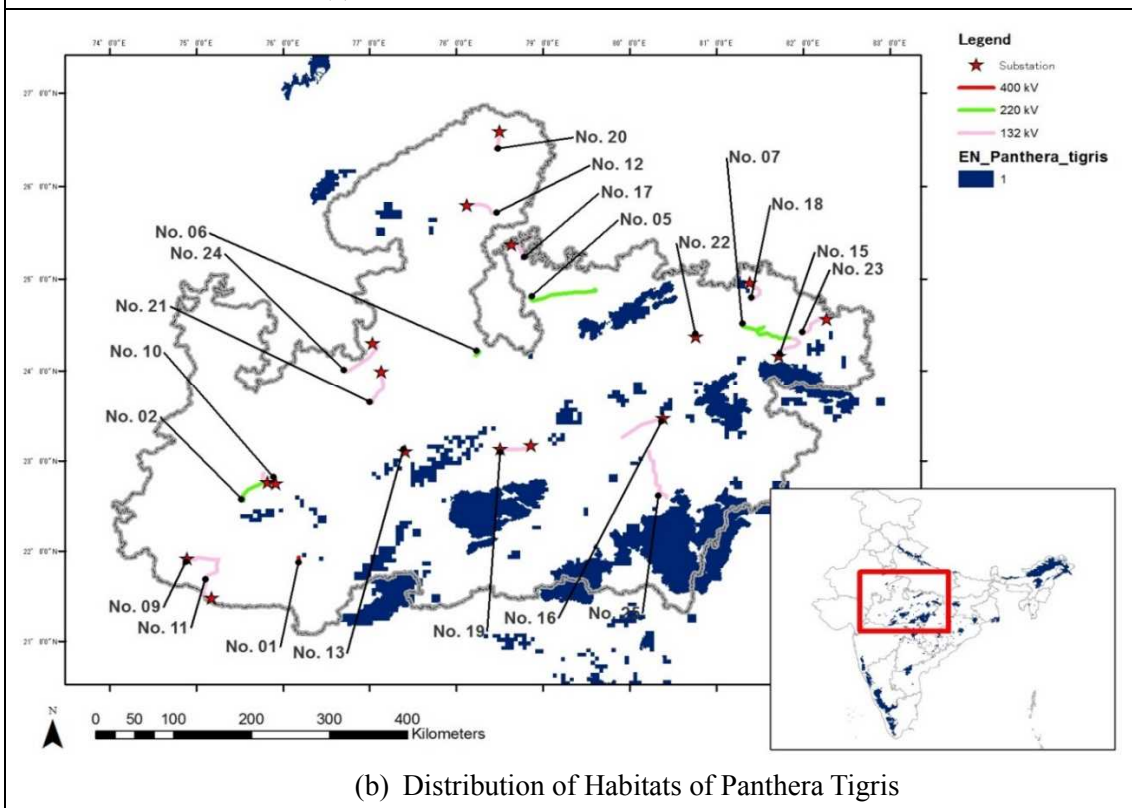 74° 0'0"E 75° 0'0"E 76° 0'0"E 77° 0'0"E 78° 0'0"E 79° 0'0"E 80° 0'0"E 81° 0'0"E 82° 0'0"E 83° 0'0"E
Legend
Substation
400 kV
220 kV
132 kV
EN_Panthera_tigris
1
27° 0'0"N
26° 0'0"N
25° 0'0"N
24° 0'0"N
23° 0'0"N
22° 0'0"N
21° 0'0"N
No. 20
No. 12
No. 07
No. 17
No. 18
No. 05
No. 06
No. 22
No. 15
No. 24
No. 23
No. 21
No. 10
No. 02
No. 09
No. 11
No. 01
No. 13
No. 19
No. 16
N
0 50 100 200 300 400
Kilometers
(b) Distribution of Habitats of Panthera Tigris